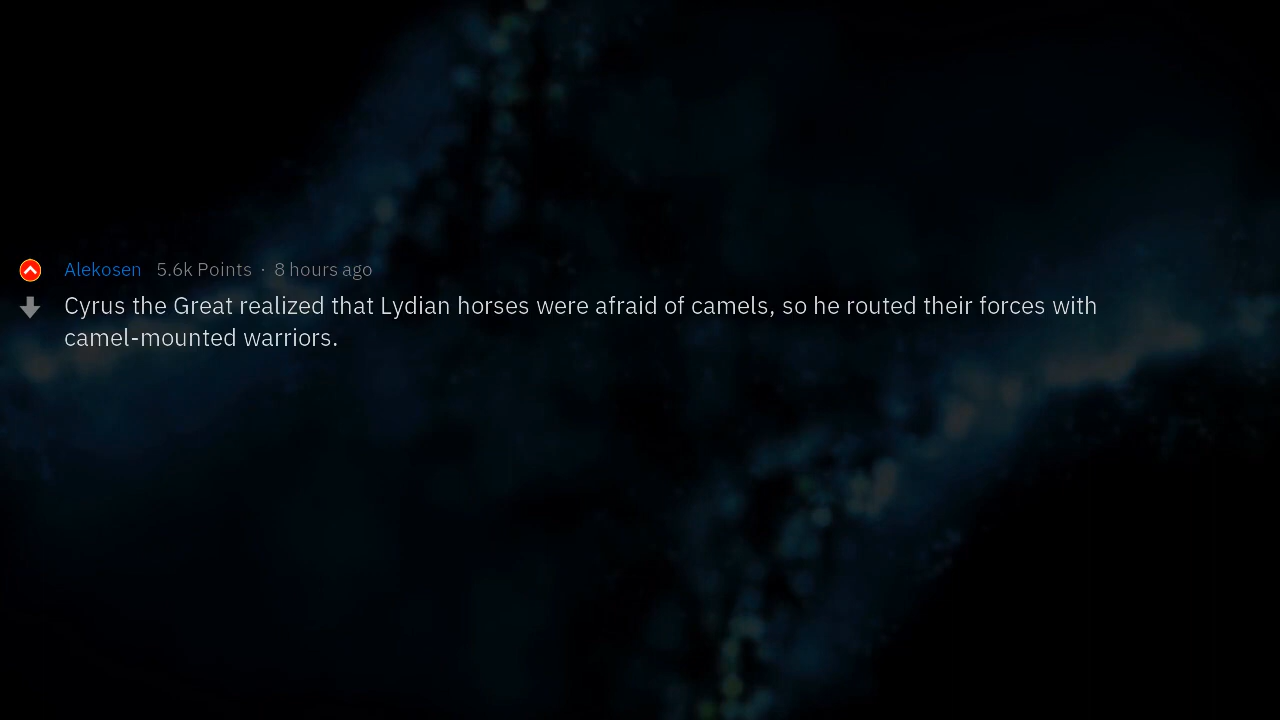 Alekosen 5.6k Points · 8 hours ago
Cyrus the Great realized that Lydian horses were afraid of camels, so he routed their forces with
camel-mounted warriors.